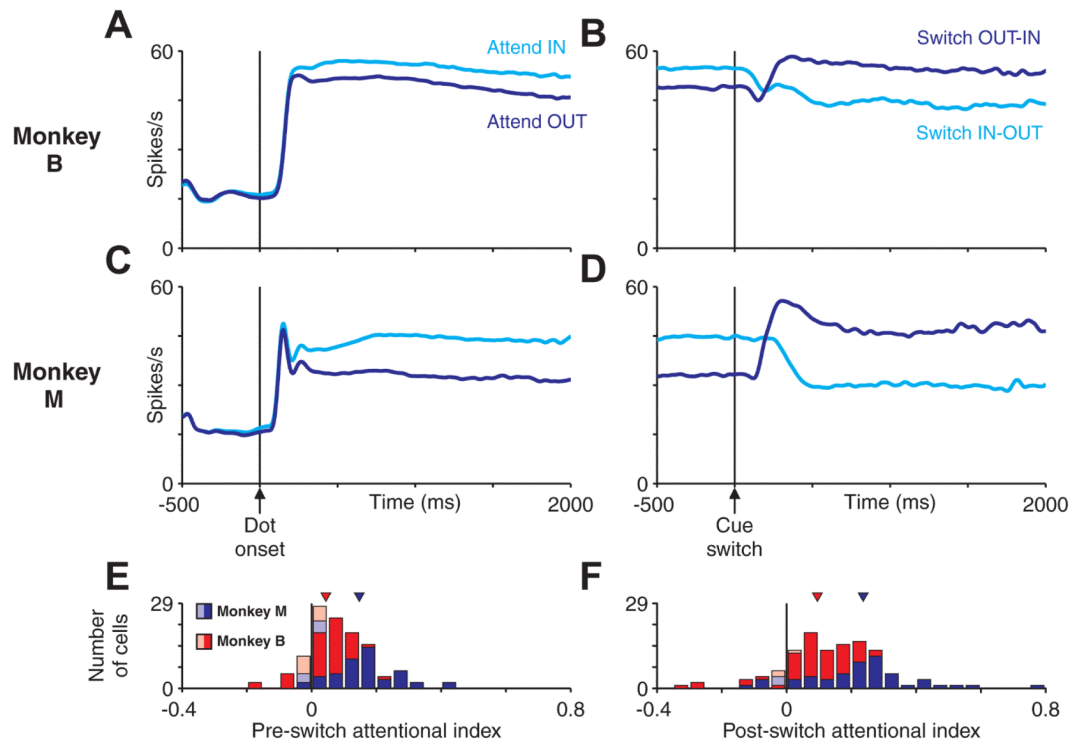 A
B
60
Attend IN
Attend OUT
Spikes/s
0
Monkey
B
60
Switch OUT-IN
Switch IN-OUT
0
C
D
60
Spikes/s
0
-500
Time (ms)
2000
Dot
onset
Monkey
M
60
0
-500
Time (ms)
2000
Cue
switch
E
F
29
Number
of cells
0
Monkey M
Monkey B
-0.4
0
0.8
Pre-switch attentional index
29
0
-0.4
0
0.8
Post-switch attentional index